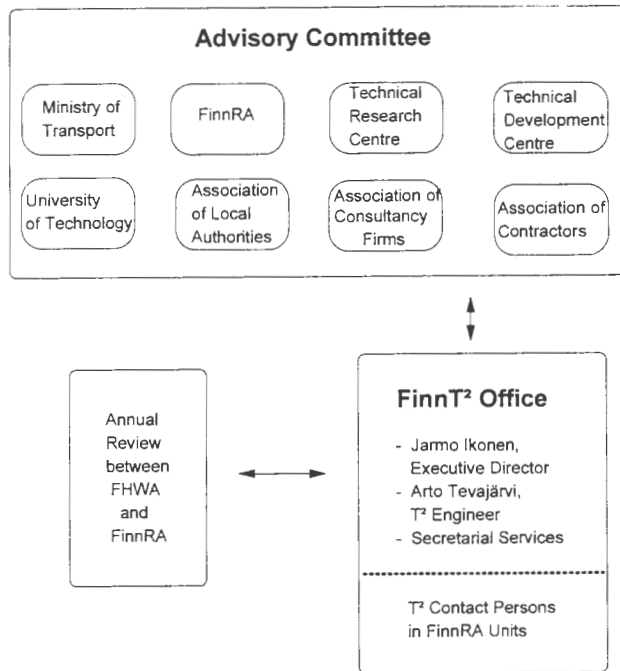 Advisory Committee
Ministry of
Transport
FinnRA
Technical
Research
Centre
Technical
Development
Centre
University
of Technology
Association
of Local
Authorities
Association of
Consultancy
Firms
Association of
Contractors
Annual
Review
between
FHWA
and
FinnRA
FinnT² Office
- Jarmo Ikonen,
Executive Director
- Arto Tevajärvi,
T² Engineer
- Secretarial Services
T² Contact Persons
in FinnRA Units